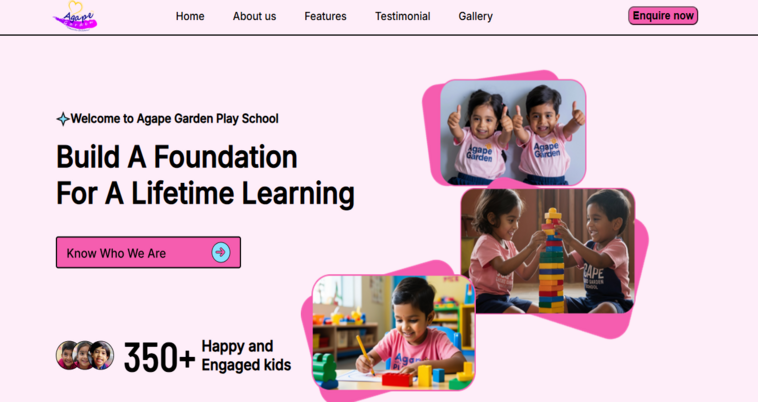 Agape
Home
About us
Features
Testimonial
Gallery
Enquire now
Welcome to Agape Garden Play School
Build A Foundation
For A Lifetime Learning
Know Who We Are
350+
Happy and
Engaged kids
Agape
Garden
Agape
Garden